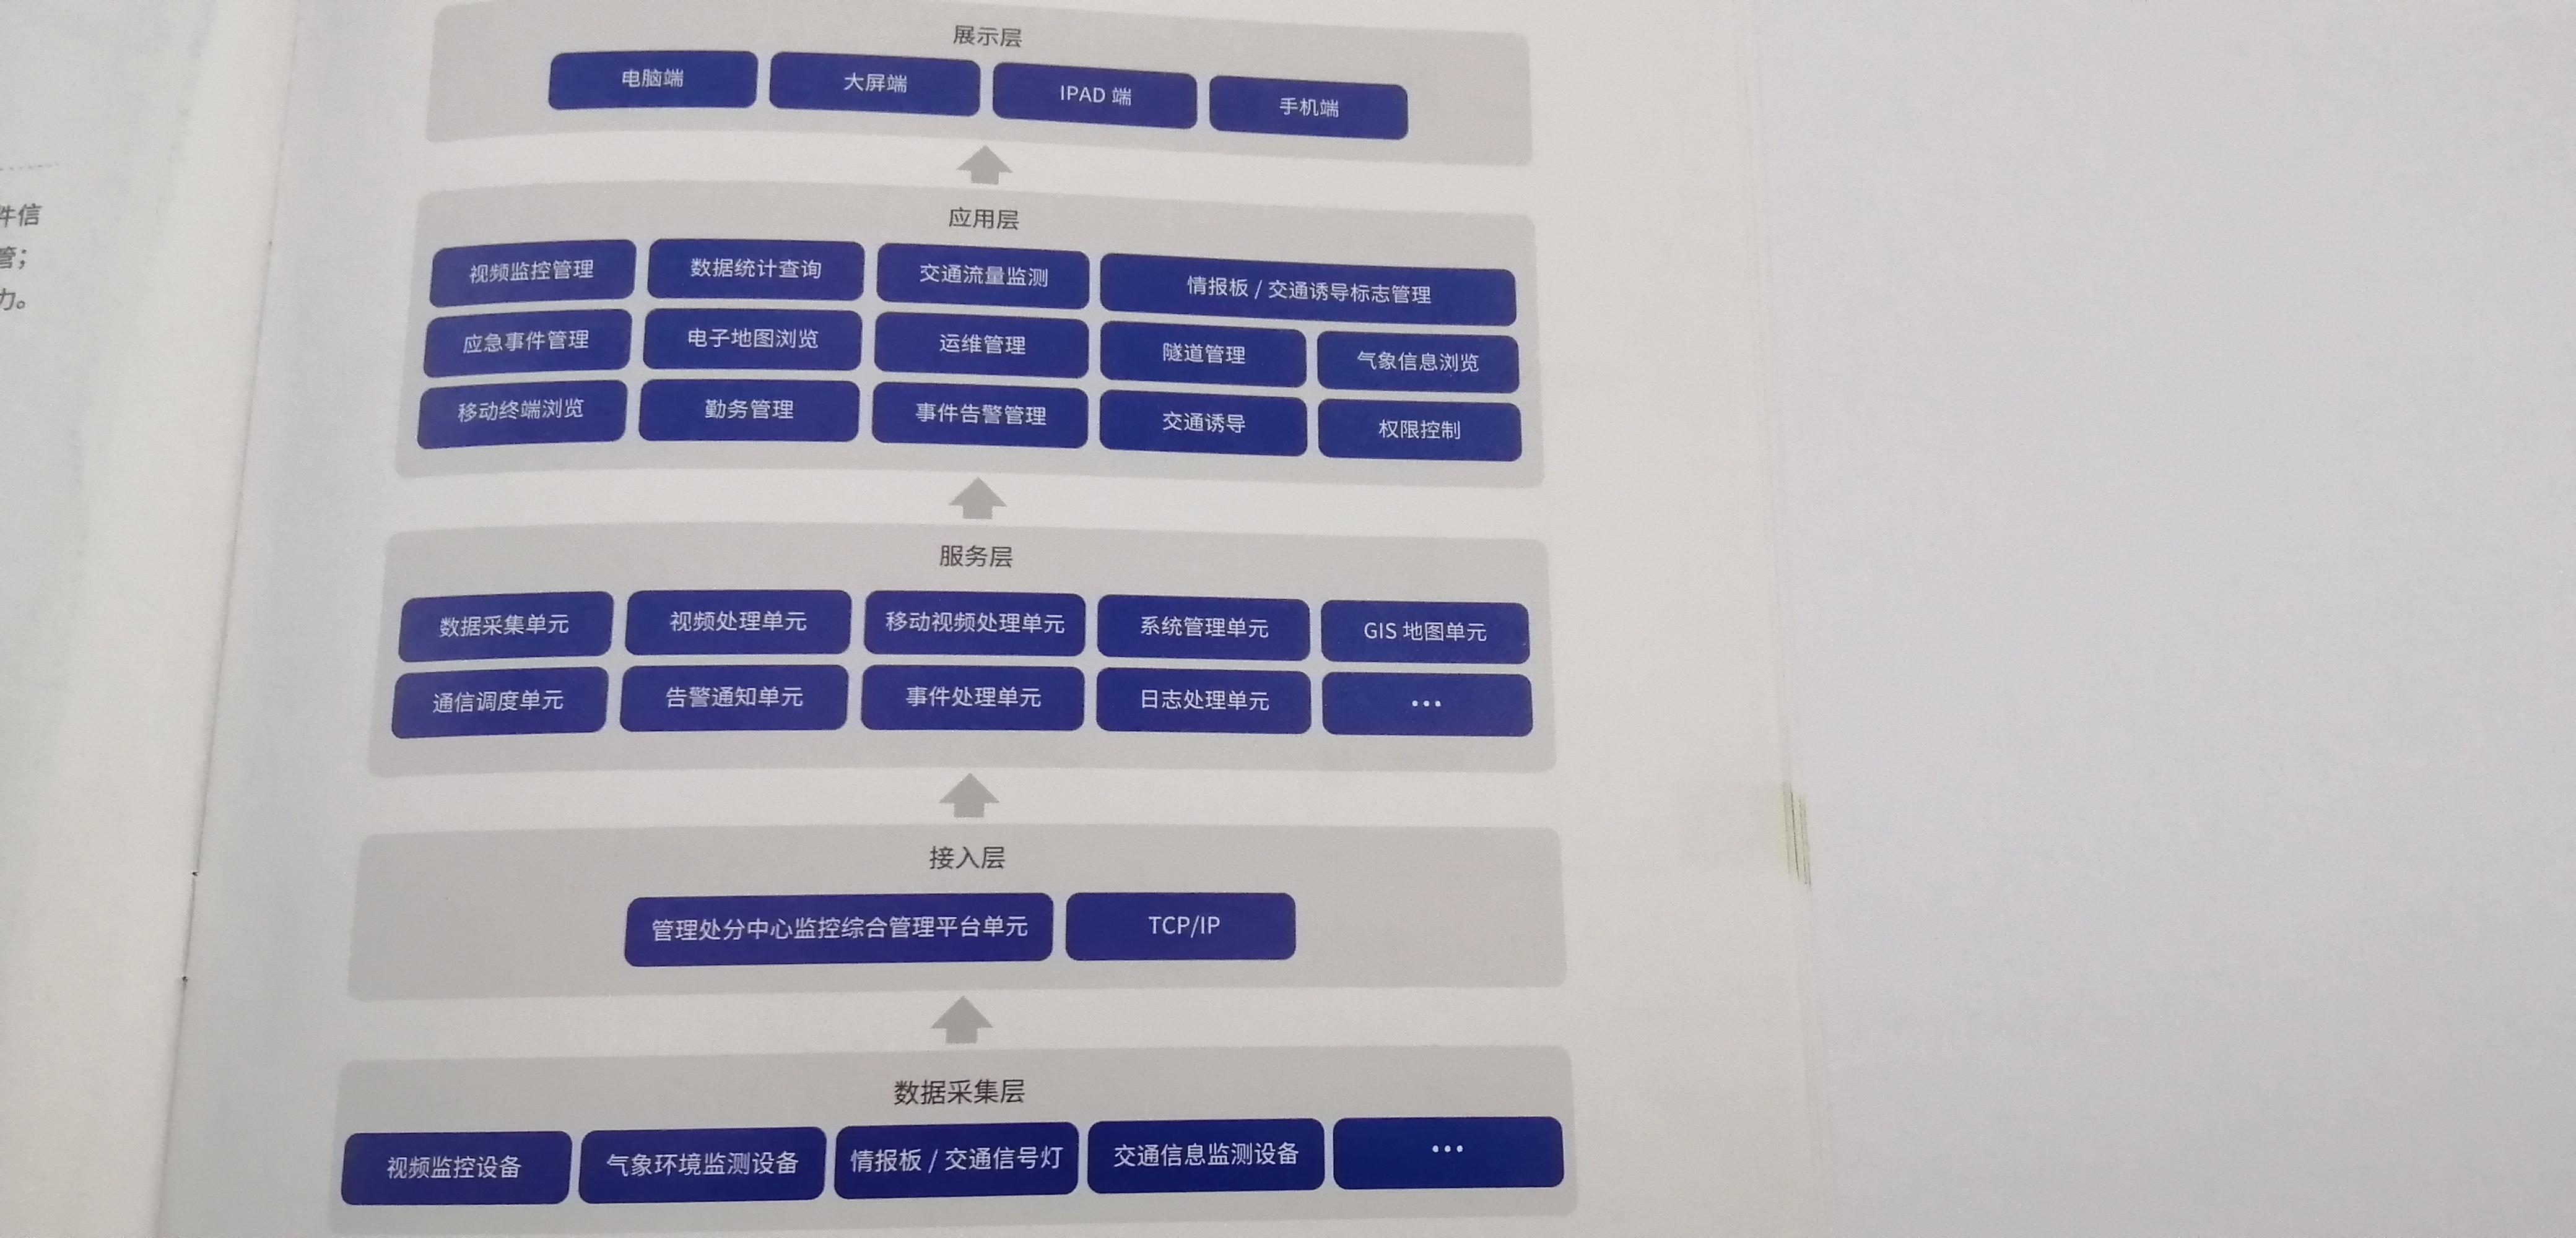 件信
管；
力。
展示层
电脑端 大屏端 IPAD 端 手机端
应用层
视频监控管理 数据统计查询 交通流量监测 情报板 / 交通诱导标志管理
应急事件管理 电子地图浏览 运维管理 隧道管理 气象信息浏览
移动终端浏览 勤务管理 事件告警管理 交通诱导 权限控制
服务层
数据采集单元 视频处理单元 移动视频处理单元 系统管理单元 GIS 地图单元
通信调度单元 告警通知单元 事件处理单元 日志处理单元 •••
接入层
管理处分中心监控综合管理平台单元 TCP/IP
数据采集层
视频监控设备 气象环境监测设备 情报板 / 交通信号灯 交通信息监测设备 •••